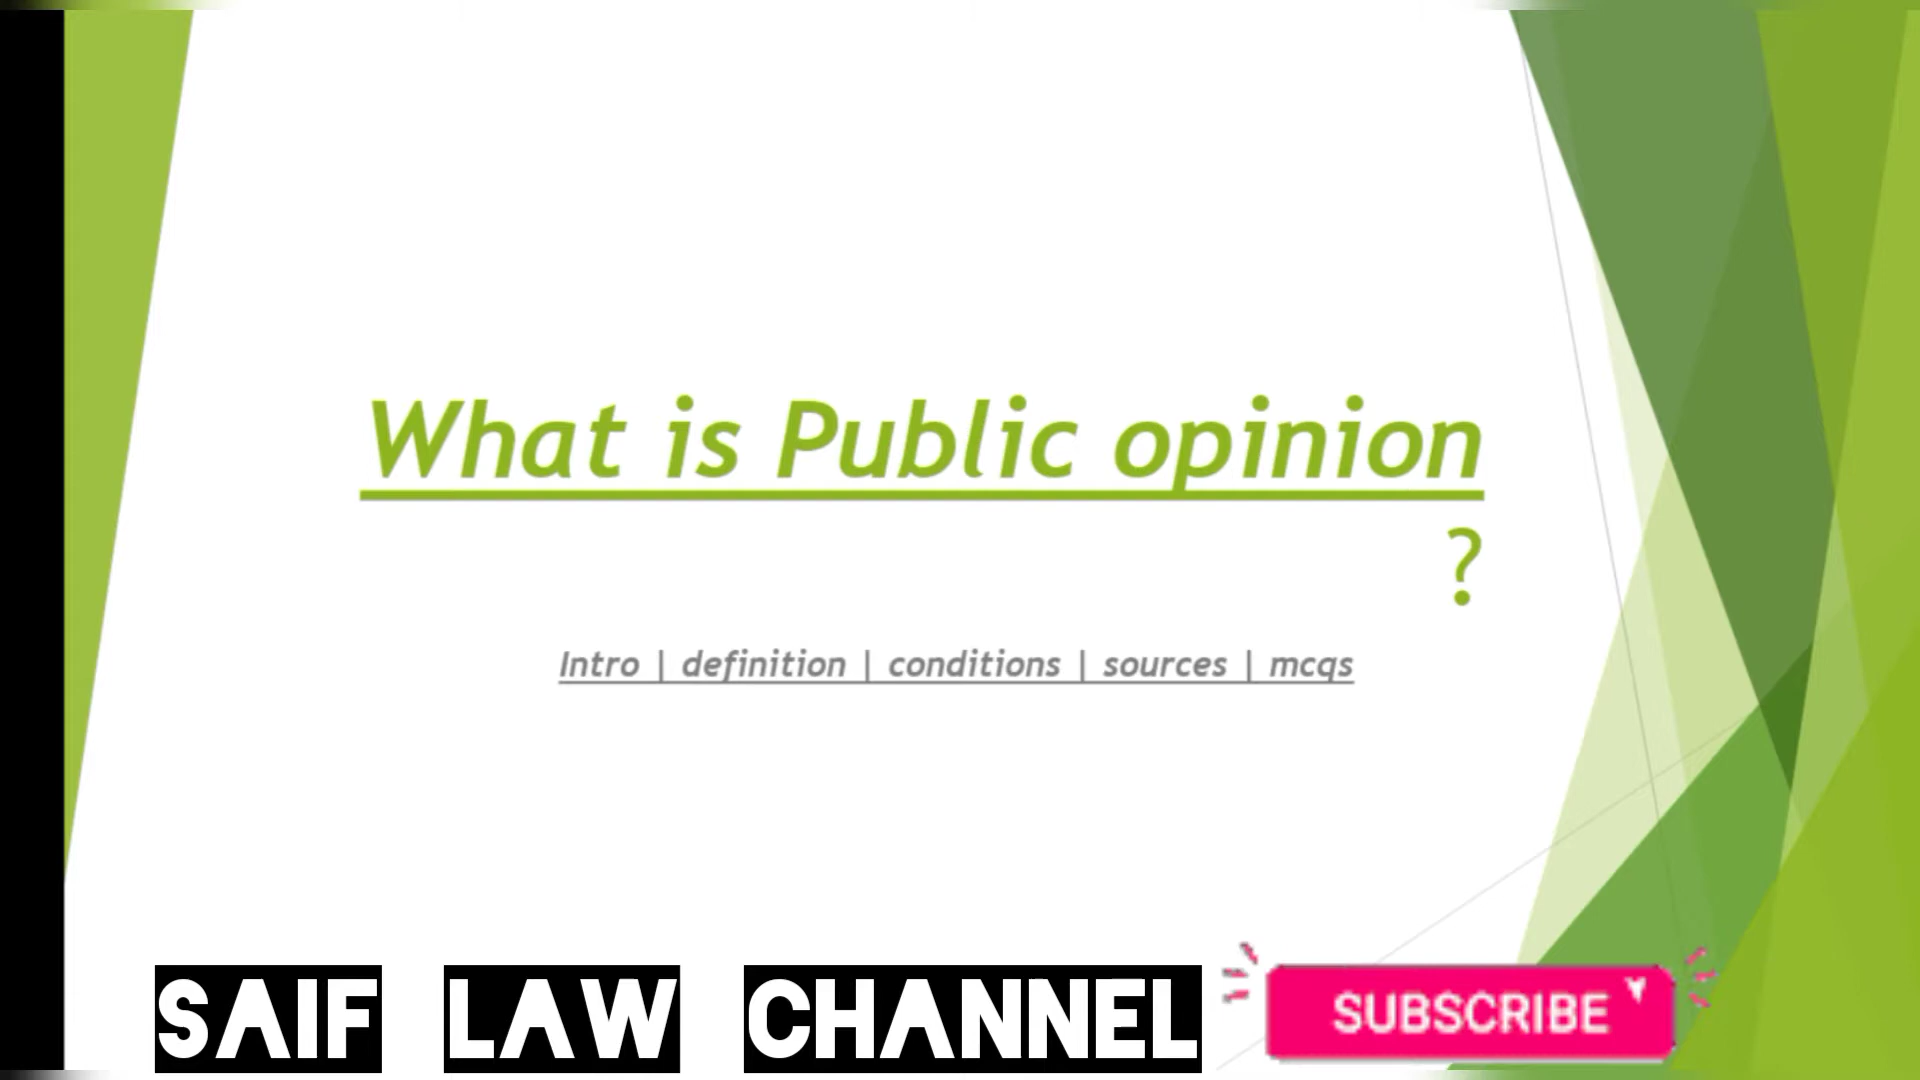 What is Public opinion
?
Intro | definition | conditions | sources | mcqs
SAIF LAW CHANNEL
SUBSCRIBE